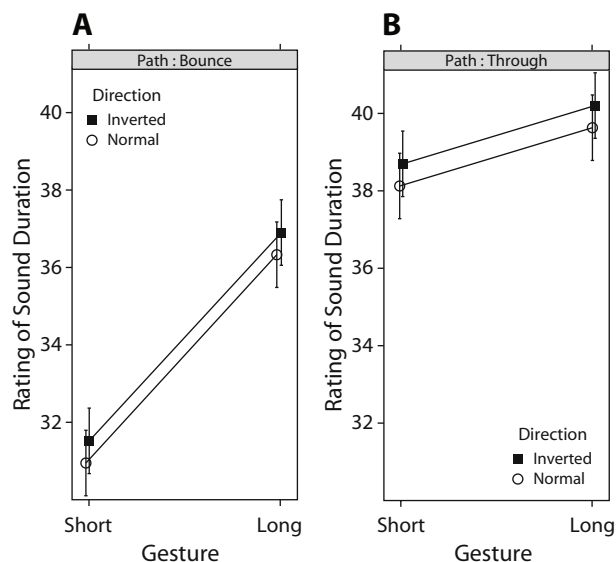 A
Path : Bounce
Rating of Sound Duration
40
38
36
34
32
Direction
Inverted
Normal
Short
Long
Gesture
B
Path : Through
Rating of Sound Duration
40
38
36
34
32
Direction
Inverted
Normal
Short
Long
Gesture